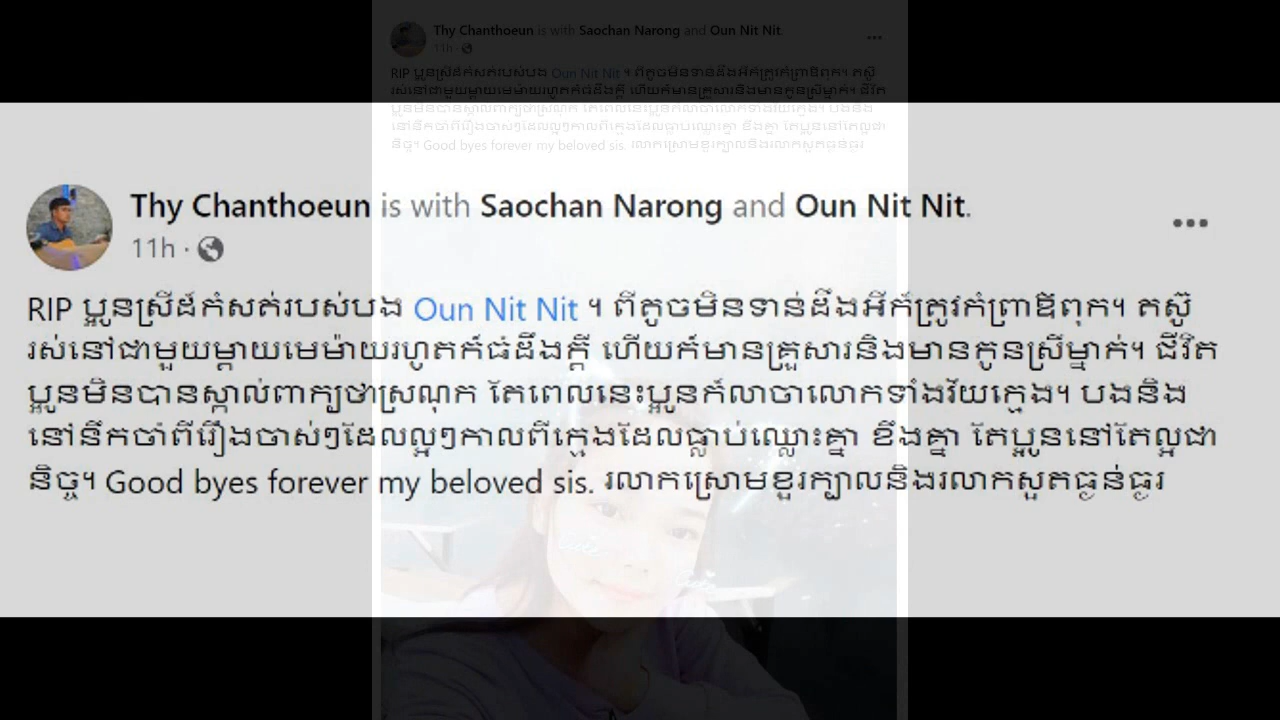 Thy Chanthoeun is with Saochan Narong and Oun Nit Nit.
11h ·
RIP ប្អូនស្រីដ៏កំសត់របស់បង Oun Nit Nit ។ ពីតូចមិនទាន់ដឹងអីក៏ត្រូវកំព្រាឪពុក។ តស៊ូ
រស់នៅជាមួយម្តាយមេម៉ាយរហូតក៏ធំដឹងក្តី ហើយក៏មានគ្រួសារនិងមានកូនស្រីម្នាក់។ ជីវិត
ប្អូនមិនបានស្គាល់ពាក្យថាស្រណុក តែពេលនេះប្អូនក៏លាចាលោកទាំងវ័យក្មេង។ បងនិង
នៅនឹកចាំពីរឿងចាស់ៗដែលល្អៗកាលពីក្មេងដែលធ្លាប់ឈ្លោះគ្នា ខឹងគ្នា តែប្អូននៅតែល្អជា
និច្ច។ Good byes forever my beloved sis. រលាកស្រោមខួរក្បាលនិងរលាកសួតធ្ងន់ធ្ងរ